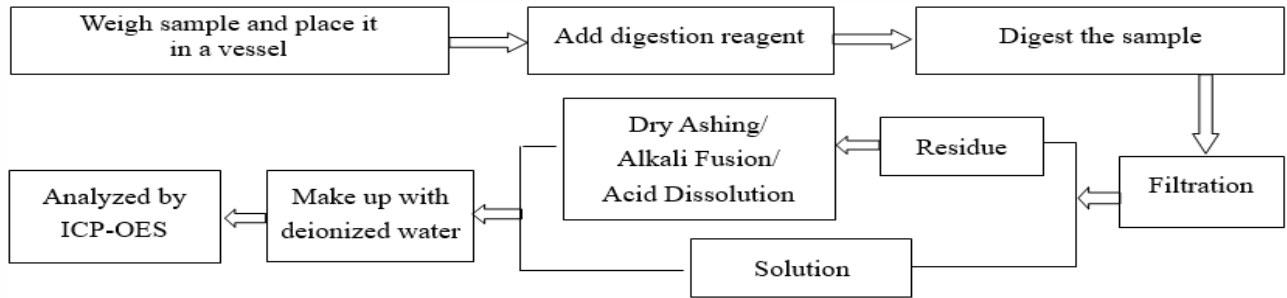 Weigh sample and place it
in a vessel
Add digestion reagent
Digest the sample
Filtration
Residue
Dry Ashing/
Alkali Fusion/
Acid Dissolution
Solution
Make up with
deionized water
Analyzed by
ICP-OES